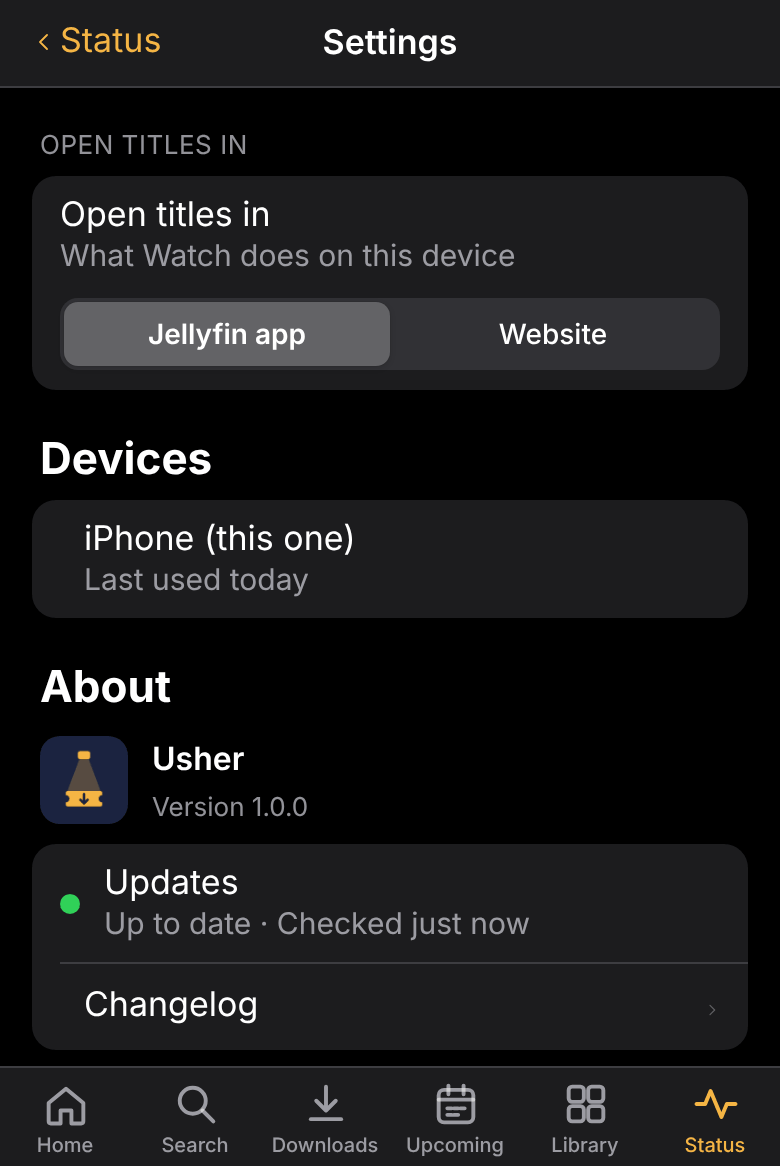 Status
Settings
OPEN TITLES IN
Open titles in
What Watch does on this device
Jellyfin app
Website
Devices
iPhone (this one)
Last used today
About
Usher
Version 1.0.0
Updates
Up to date · Checked just now
Changelog
Home
Search
Downloads
Upcoming
Library
Status